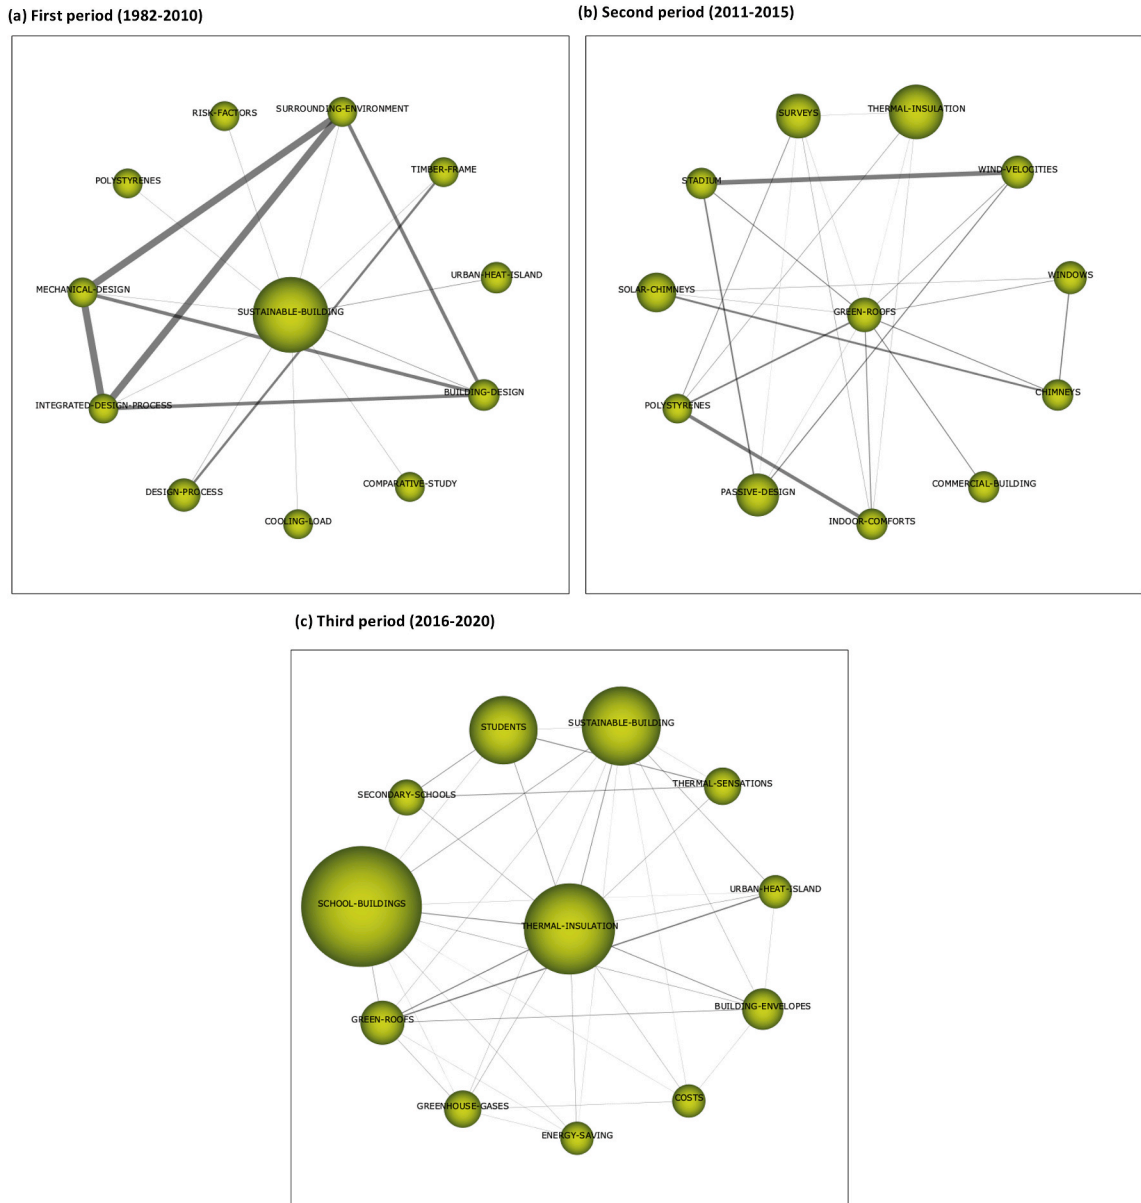 (a) First period (1982-2010)
(b) Second period (2011-2015)
RISK-FACTORS
SURROUNDING-ENVIRONMENT
POLYSTYRENES
TIMBER-FRAME
MECHANICAL-DESIGN
URBAN-HEAT-ISLAND
SUSTAINABLE-BUILDING
INTEGRATED-DESIGN-PROCESS
BUILDING-DESIGN
DESIGN-PROCESS
COMPARATIVE-STUDY
COOLING-LOAD
SURVEYS
THERMAL-INSULATION
STADIUM
WIND-VELOCITIES
SOLAR-CHIMNEYS
WINDOWS
GREEN-ROOFS
POLYSTYRENES
CHIMNEYS
PASSIVE-DESIGN
COMMERCIAL-BUILDING
INDOOR-COMFORTS
(c) Third period (2016-2020)
STUDENTS
SUSTAINABLE-BUILDING
SECONDARY-SCHOOLS
THERMAL-SENSATIONS
SCHOOL-BUILDINGS
URBAN-HEAT-ISLAND
THERMAL-INSULATION
GREEN-ROOFS
BUILDING-ENVELOPES
GREENHOUSE-GASES
COSTS
ENERGY-SAVING